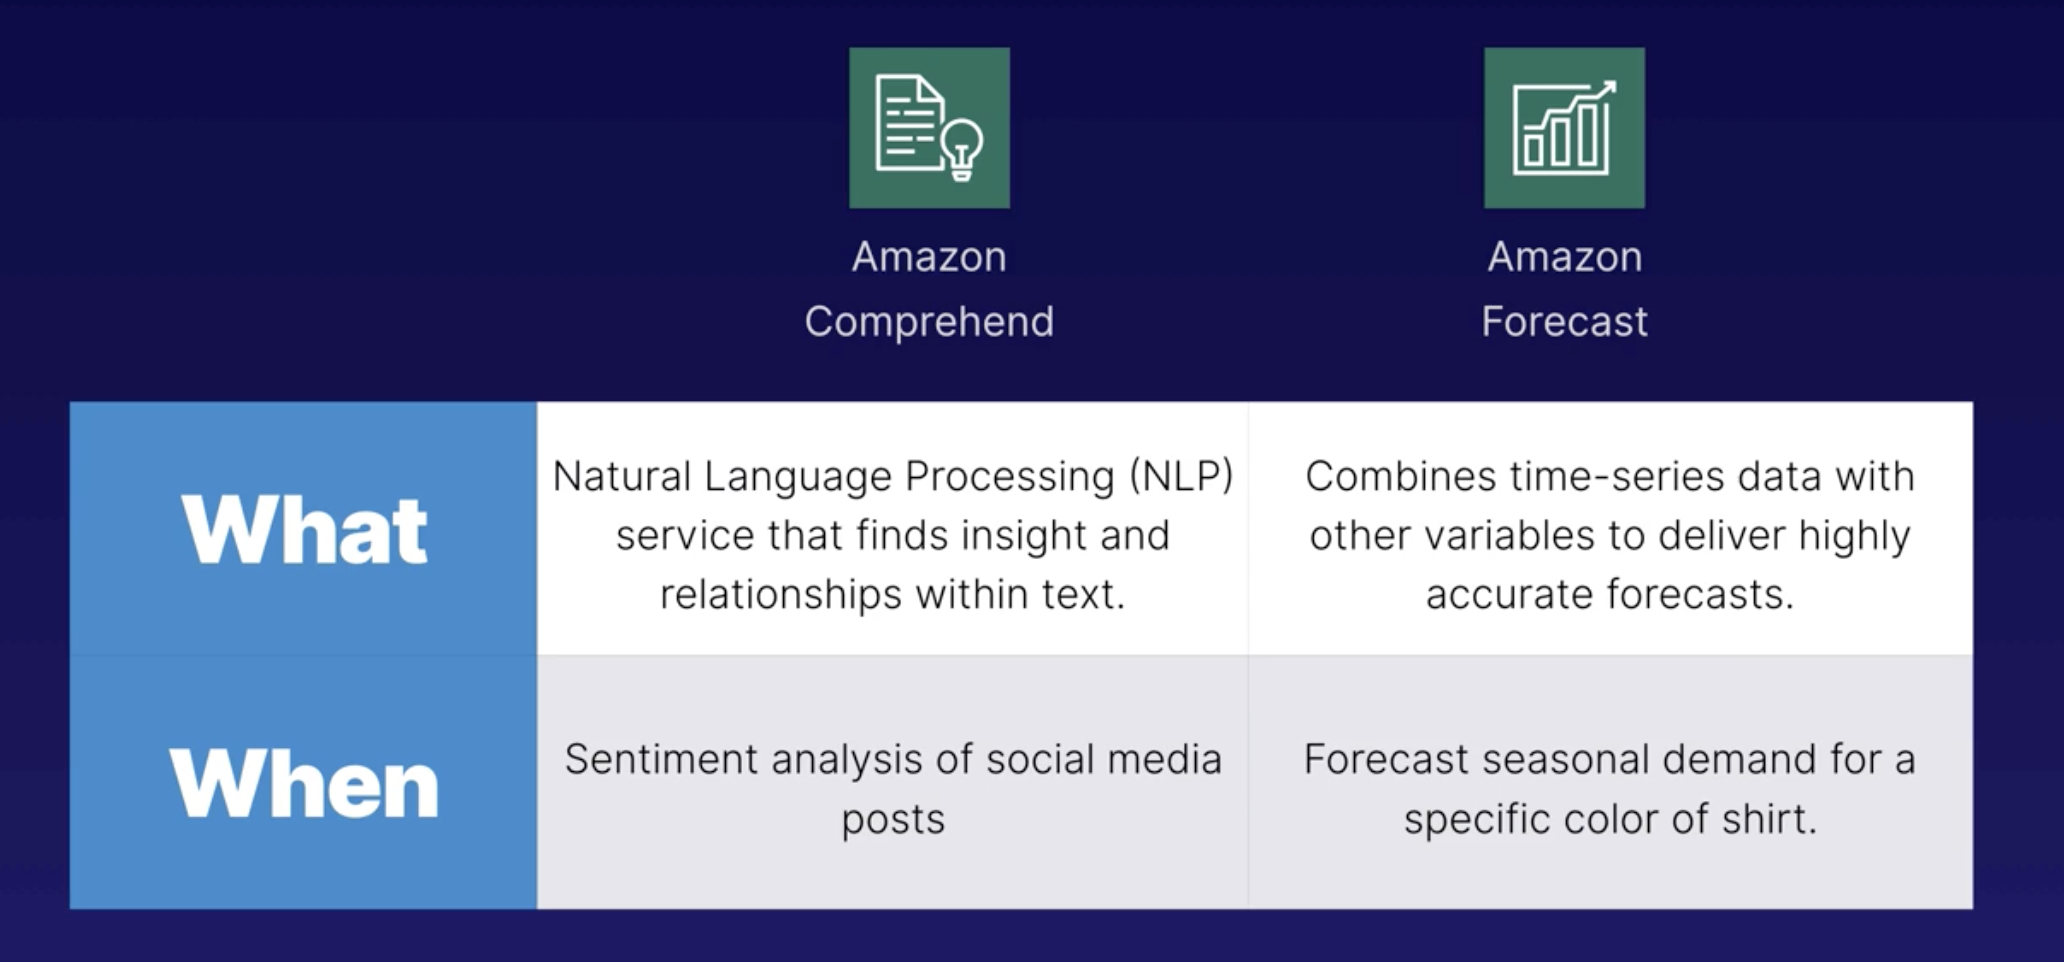 Amazon
Comprehend
Amazon
Forecast
What
Natural Language Processing (NLP)
service that finds insight and
relationships within text.
Combines time-series data with
other variables to deliver highly
accurate forecasts.
When
Sentiment analysis of social media
posts
Forecast seasonal demand for a
specific color of shirt.